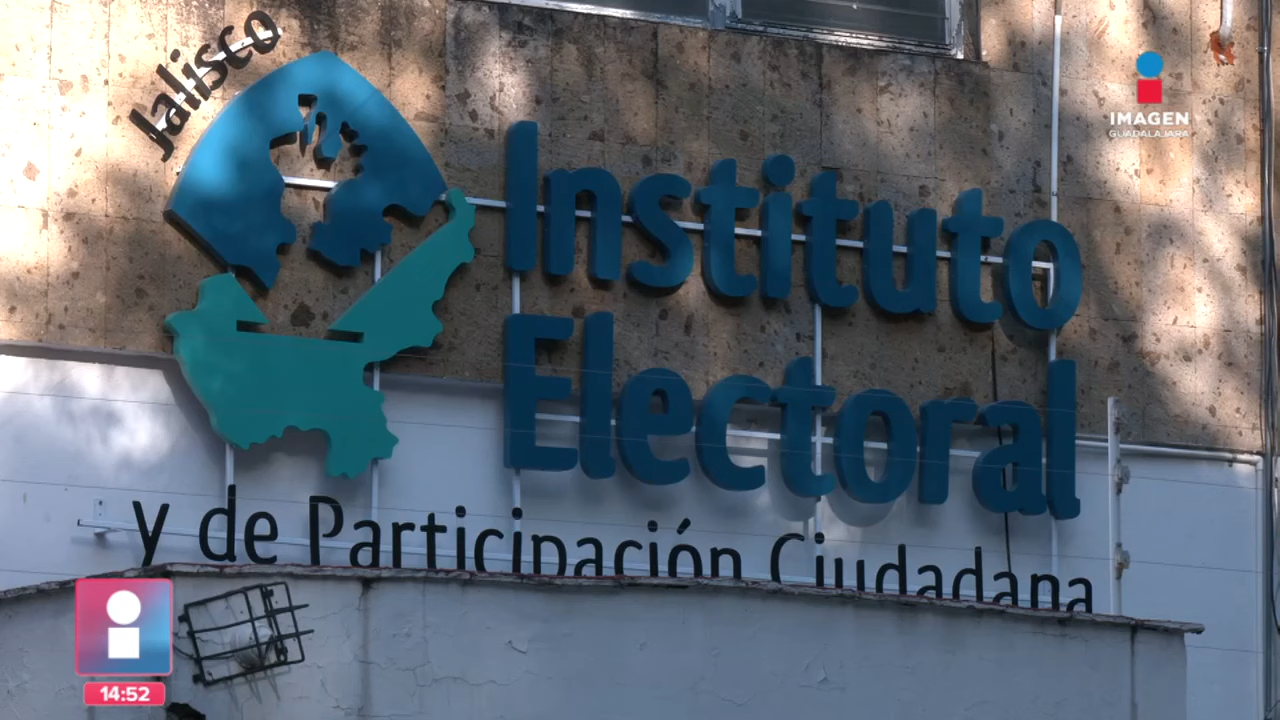 Jalisco
Instituto
Electoral
y de Participación Ciudadana
IMAGEN
GUADALAJARA
14:52